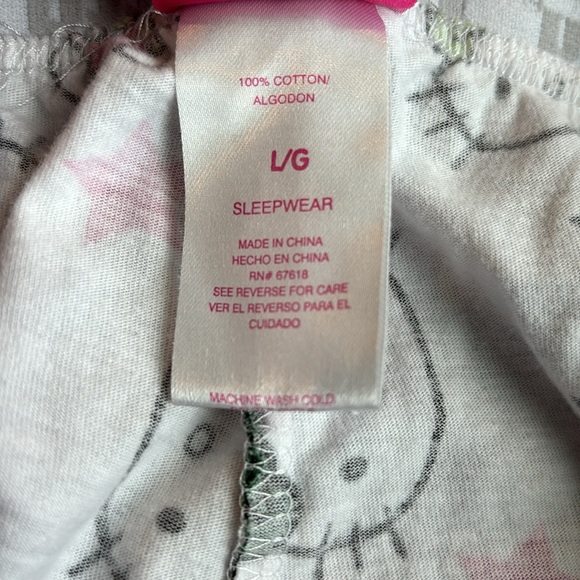 100% COTTON/
ALGODON
L/G
SLEEPWEAR
MADE IN CHINA
HECHO EN CHINA
RN# 67618
SEE REVERSE FOR CARE
VER EL REVERSO PARA EL
CUIDADO
MACHINE WASH COLD